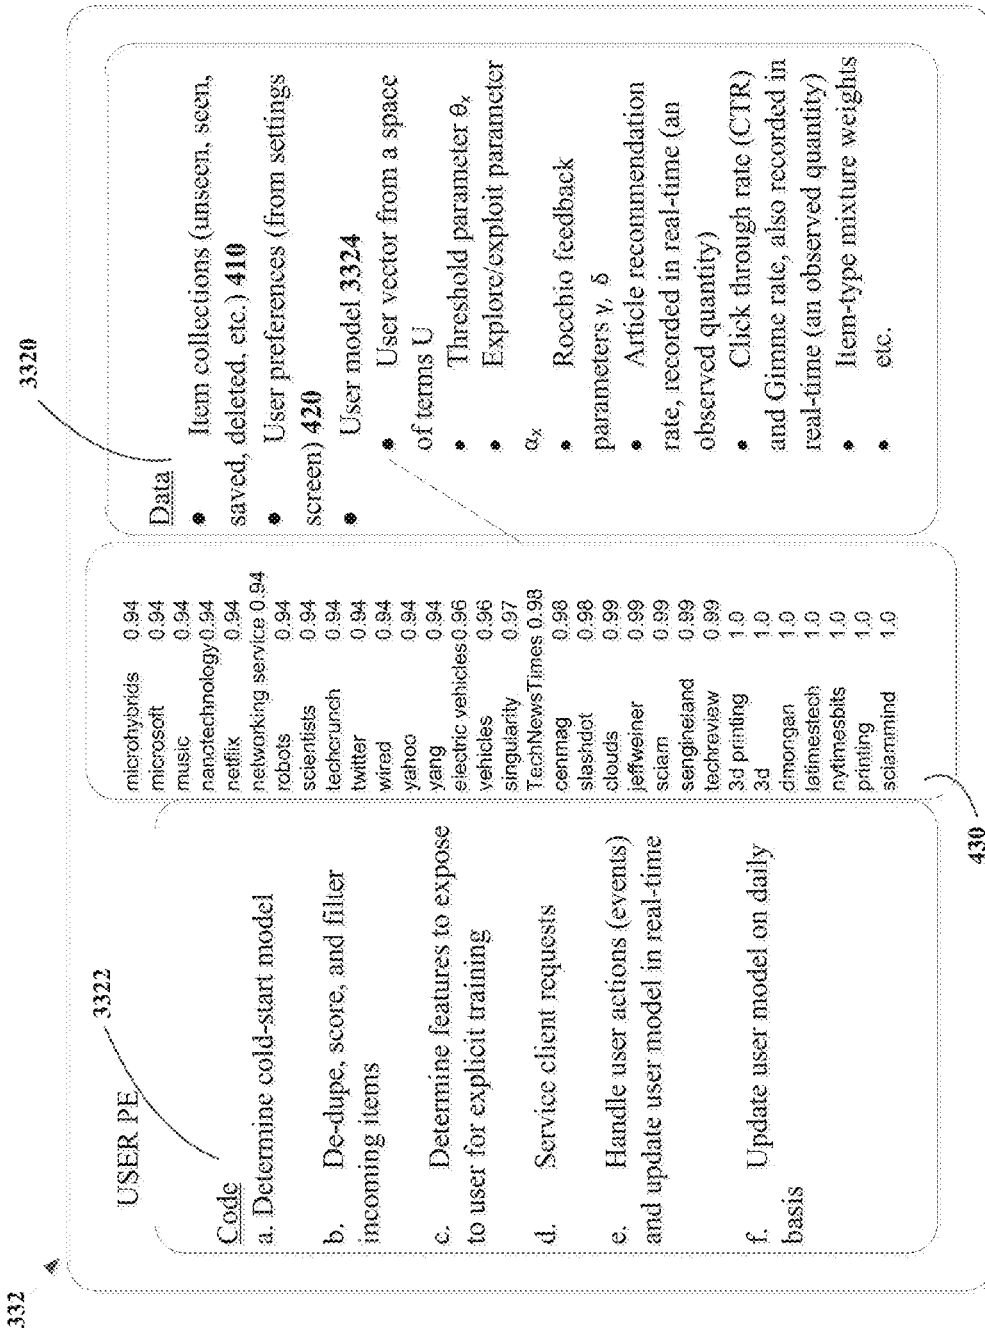 332
USER PE
3322
Code
a. Determine cold-start model
b. De-dupe, score, and filter
incoming items
c. Determine features to expose
to user for explicit training
d. Service client requests
e. Handle user actions (events)
and update user model in real-time
f. Update user model on daily
basis
microhybrids 0.94
microsoft 0.94
music 0.94
nanotechnology 0.94
netflix 0.94
networking service 0.94
robots 0.94
scientists 0.94
techcrunch 0.94
twitter 0.94
wired 0.94
yahoo 0.94
yang 0.94
electric vehicles 0.96
vehicles 0.96
singularity 0.97
TechNewsTimes 0.98
cenmag 0.98
slashdot 0.98
clouds 0.99
jeffweiner 0.99
sciam 0.99
sengineland 0.99
techreview 0.99
3d printing 1.0
3d 1.0
dmongan 1.0
latimestech 1.0
nytimesbits 1.0
printing 1.0
sciammind 1.0
430
3320
Data
• Item collections (unseen, seen,
saved, deleted, etc.) 410
• User preferences (from settings
screen) 420
• User model 3324
• User vector from a space
of terms U
• Threshold parameter θx
• Explore/exploit parameter
αx
• Rocchio feedback
parameters γ, δ
• Article recommendation
rate, recorded in real-time (an
observed quantity)
• Click through rate (CTR)
and Gimme rate, also recorded in
real-time (an observed quantity)
• Item-type mixture weights
• etc.